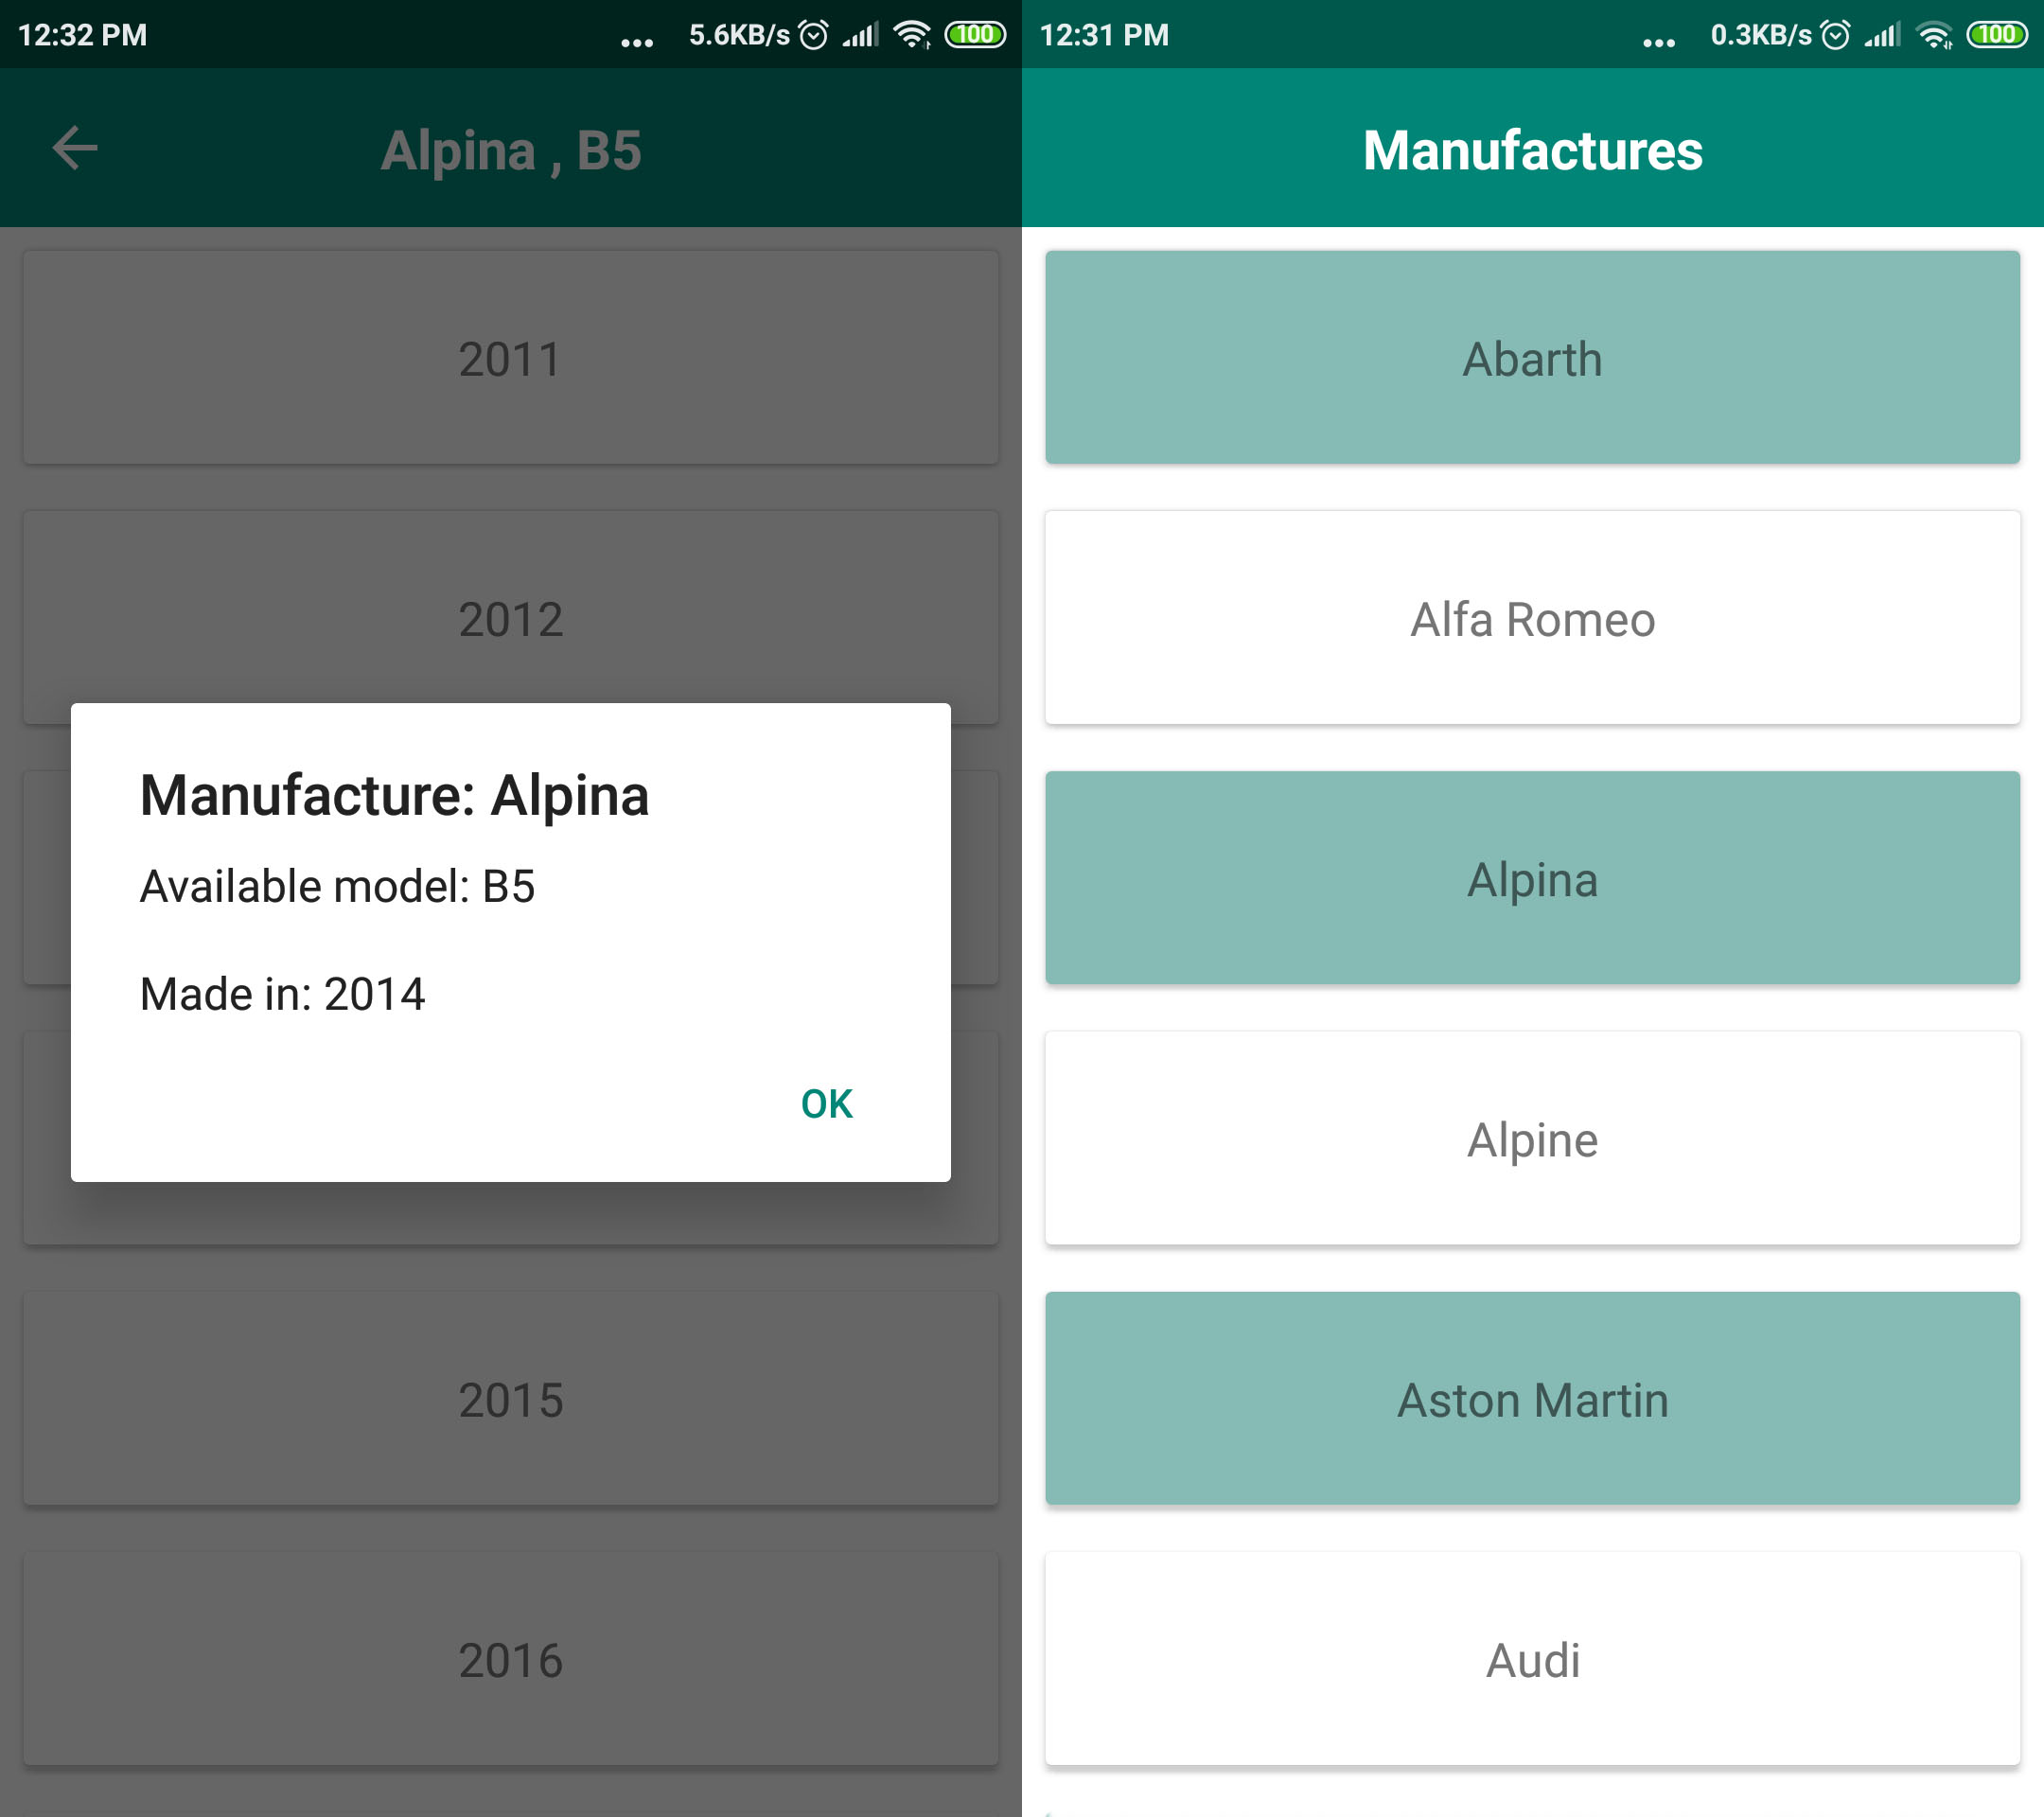 12:32 PM
... 5.6KB/s 100
Alpina , B5
2011
2012
Manufacture: Alpina
Available model: B5
Made in: 2014
OK
2015
2016
12:31 PM
... 0.3KB/s 100
Manufactures
Abarth
Alfa Romeo
Alpina
Alpine
Aston Martin
Audi